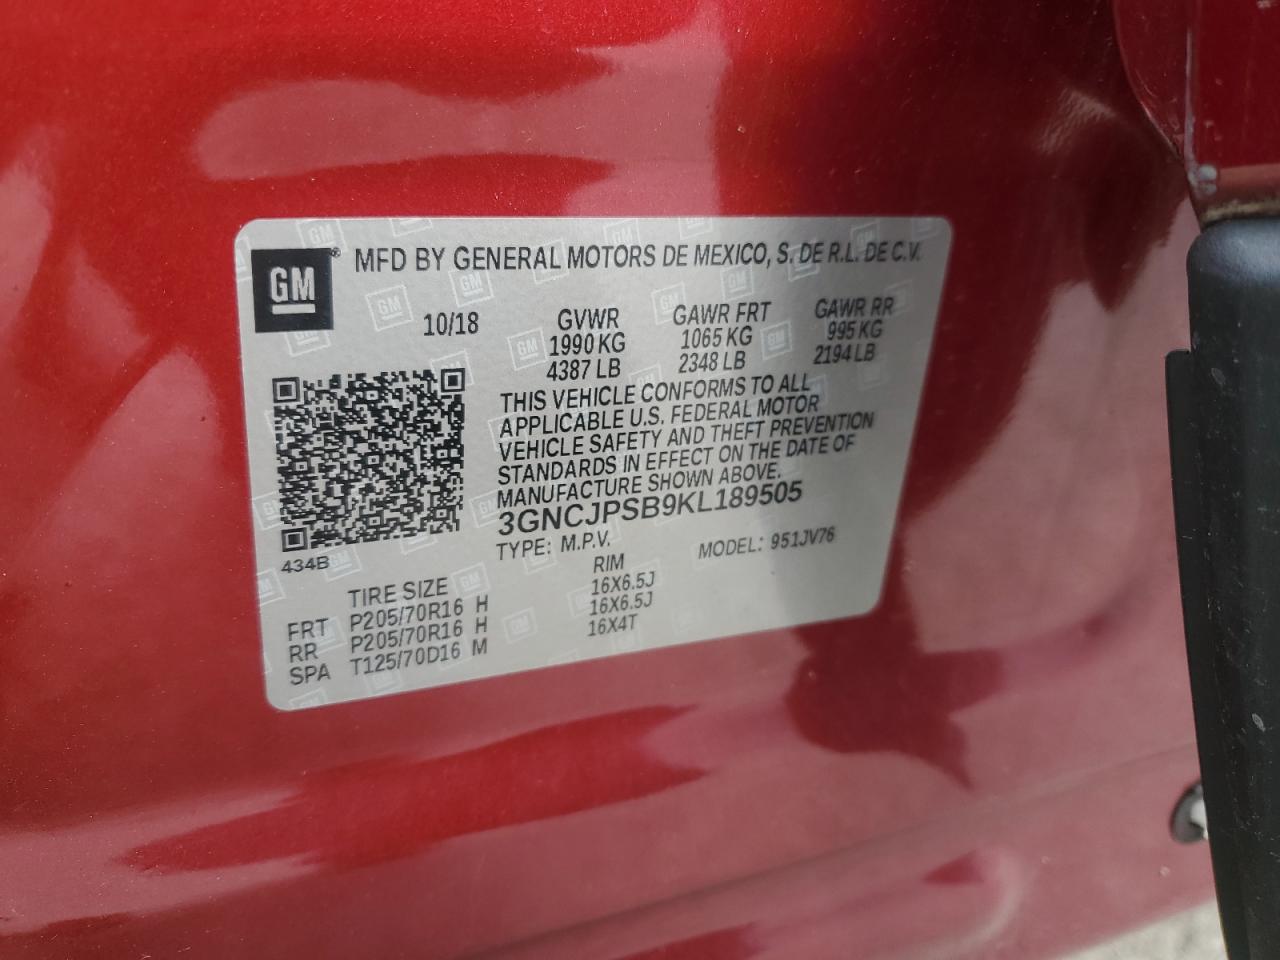 GM
MFD BY GENERAL MOTORS DE MEXICO, S. DE R.L. DE C.V.
10/18
GVWR GAWR FRT GAWR RR
1990 KG 1065 KG 995 KG
4387 LB 2348 LB 2194 LB
THIS VEHICLE CONFORMS TO ALL
APPLICABLE U.S. FEDERAL MOTOR
VEHICLE SAFETY AND THEFT PREVENTION
STANDARDS IN EFFECT ON THE DATE OF
MANUFACTURE SHOWN ABOVE.
3GNCJPSB9KL189505
TYPE: M.P.V. MODEL: 951JV76
434B
TIRE SIZE RIM
FRT P205/70R16 H 16X6.5J
RR P205/70R16 H 16X6.5J
SPA T125/70D16 M 16X4T